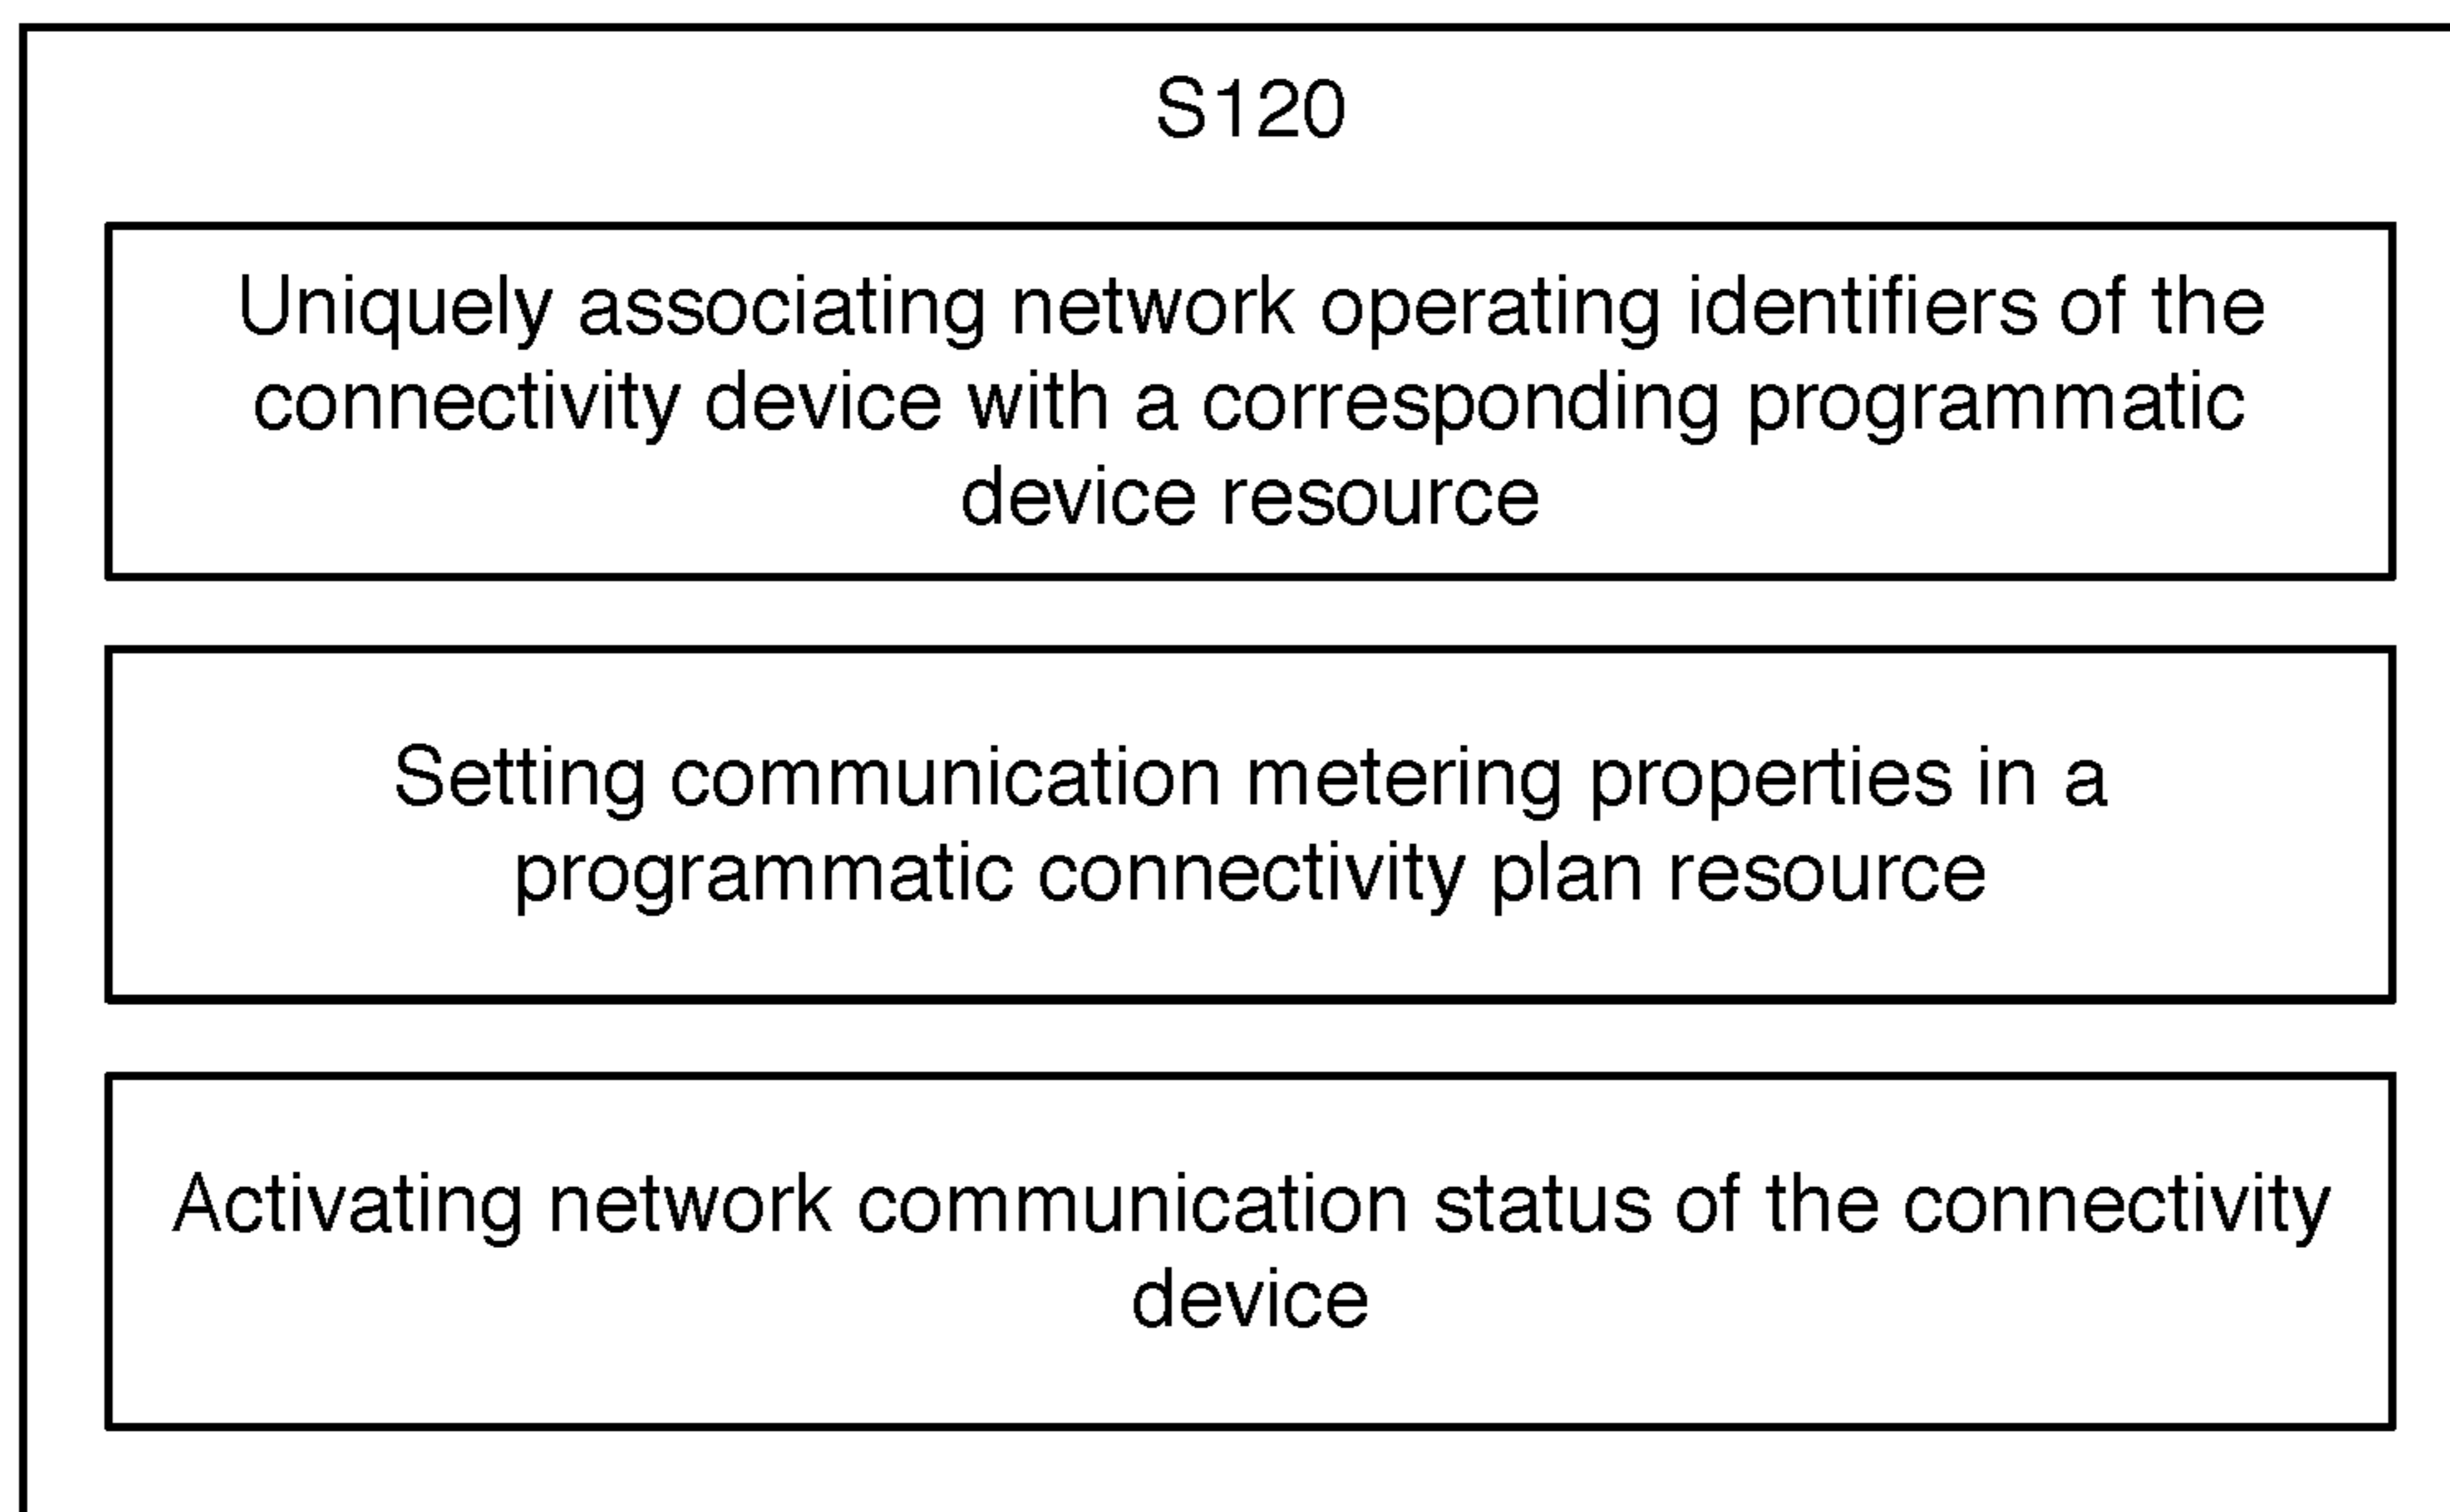 S120
Uniquely associating network operating identifiers of the
connectivity device with a corresponding programmatic
device resource
Setting communication metering properties in a
programmatic connectivity plan resource
Activating network communication status of the connectivity
device